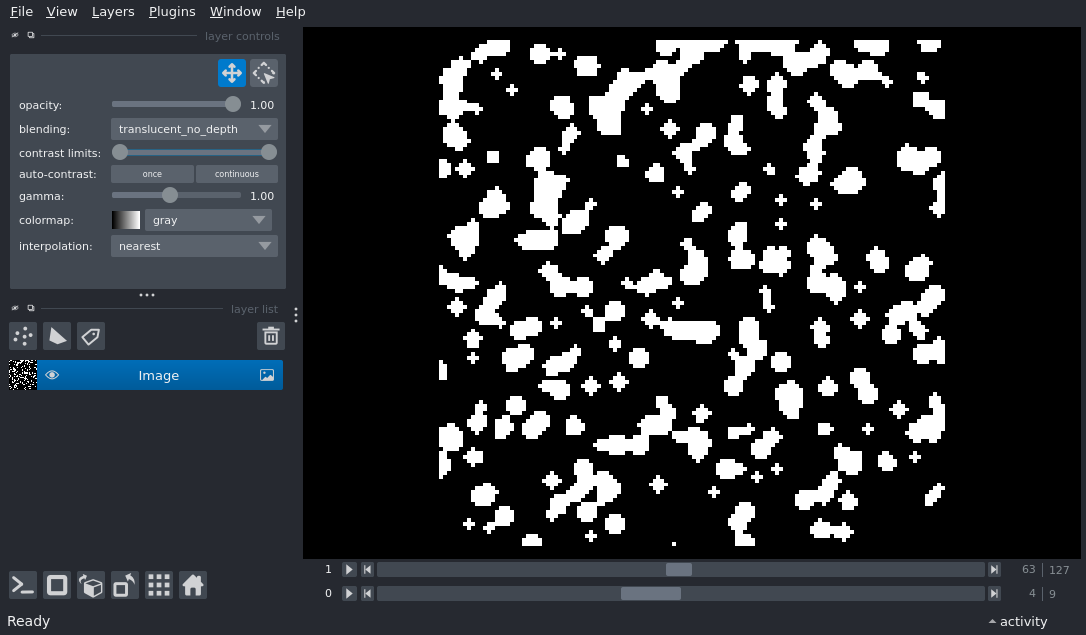 File View Layers Plugins Window Help
layer controls
opacity: 1.00
blending: translucent_no_depth
contrast limits:
auto-contrast: once continuous
gamma: 1.00
colormap: gray
interpolation: nearest
layer list
Image
1 63 127
0 4 9
Ready activity